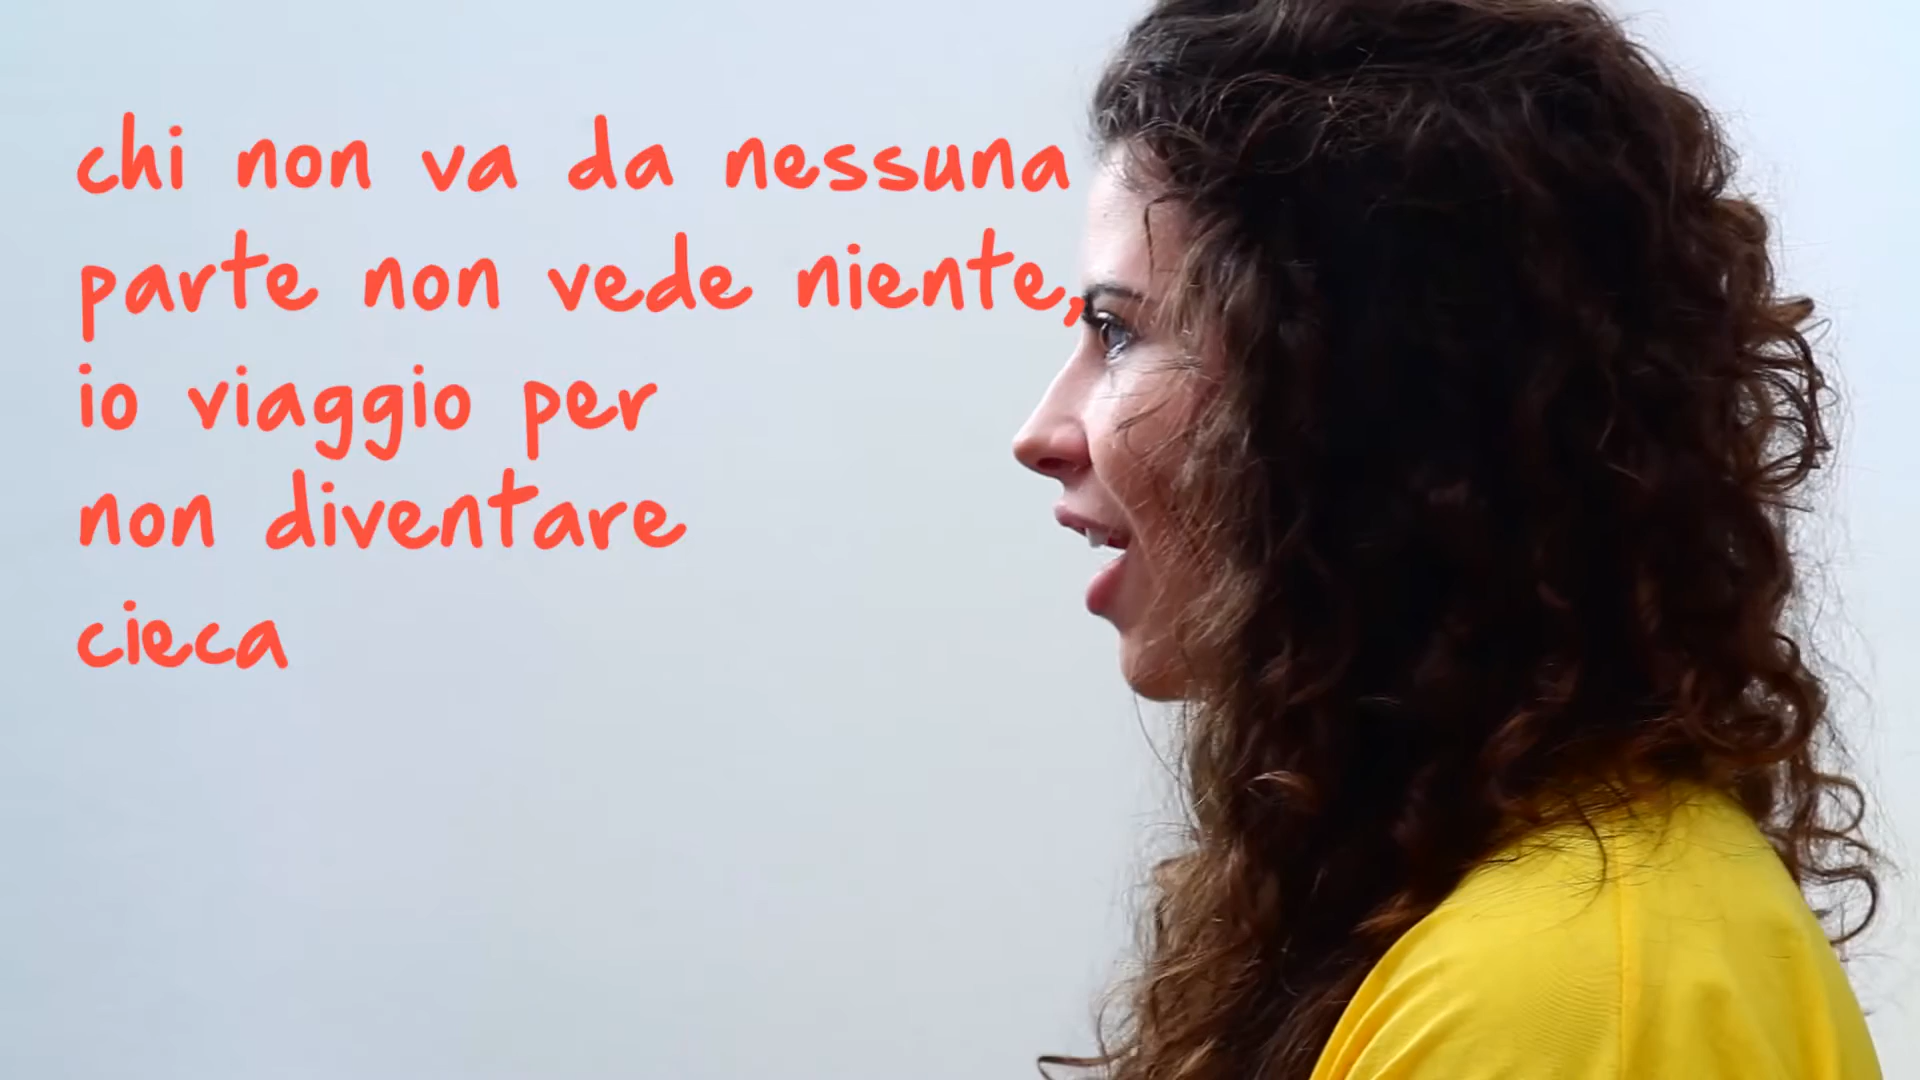 chi non va da nessuna
parte non vede niente,
io viaggio per
non diventare
cieca